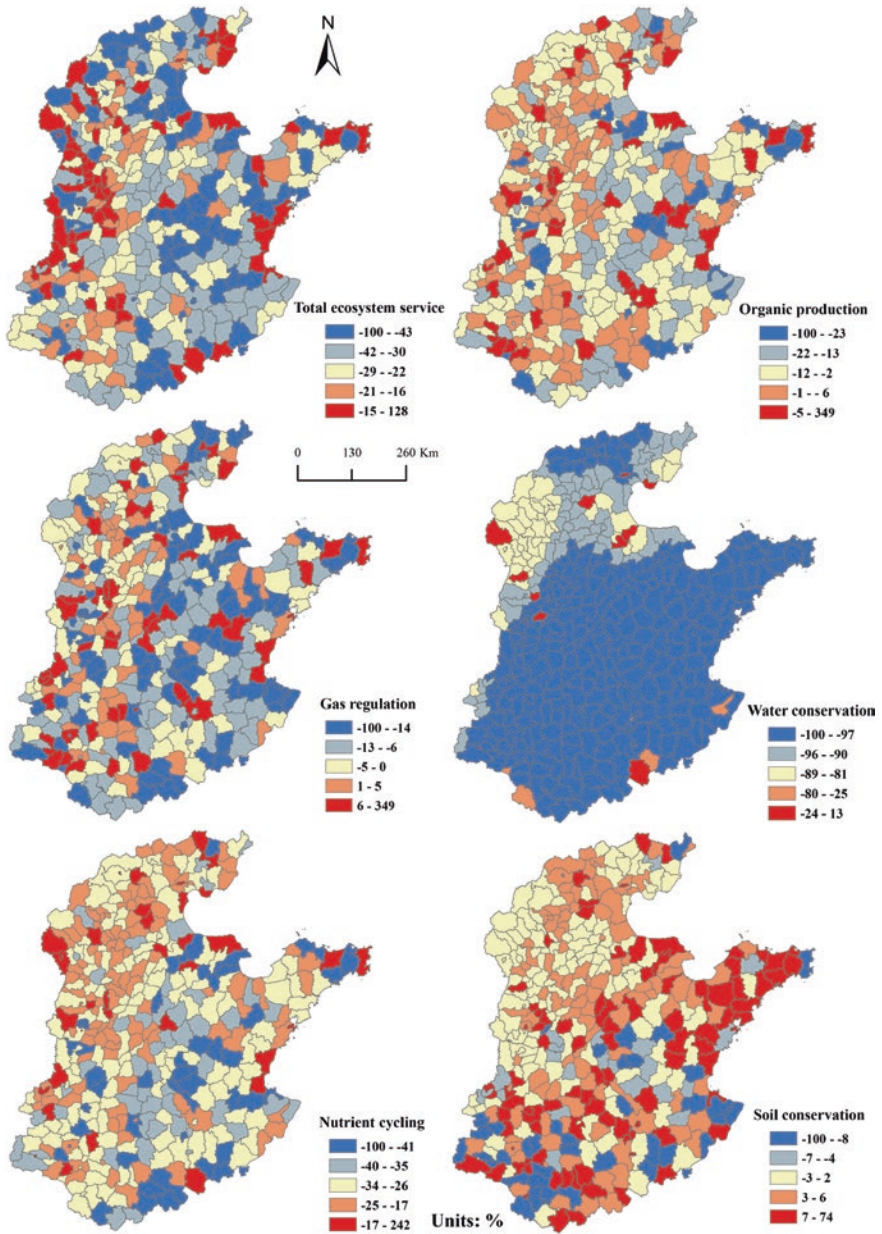 N
Total ecosystem service
-100 - -43
-42 - -30
-29 - -22
-21 - -16
-15 - 128
Organic production
-100 - -23
-22 - -13
-12 - -2
-1 - 6
-5 - 349
0 130 260 Km
Gas regulation
-100 - -14
-13 - -6
-5 - 0
1 - 5
6 - 349
Water conservation
-100 - -97
-96 - -90
-89 - -81
-80 - -25
-24 - 13
Nutrient cycling
-100 - -41
-40 - -35
-34 - -26
-25 - -17
-17 - 242
Units: %
Soil conservation
-100 - -8
-7 - -4
-3 - 2
3 - 6
7 - 74